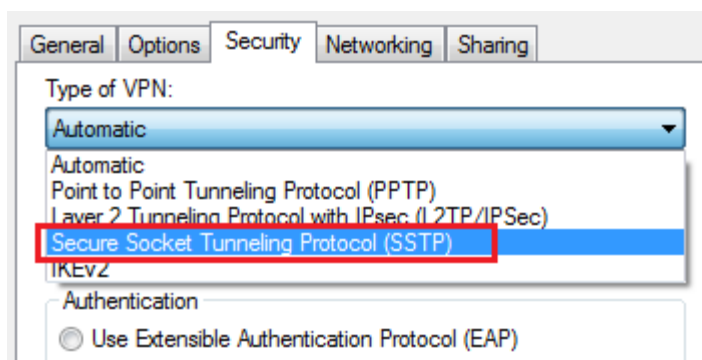 General Options Security Networking Sharing
Type of VPN:
Automatic
Automatic
Point to Point Tunneling Protocol (PPTP)
Layer 2 Tunneling Protocol with IPsec (L2TP/IPSec)
Secure Socket Tunneling Protocol (SSTP)
IKEv2
Authentication
Use Extensible Authentication Protocol (EAP)